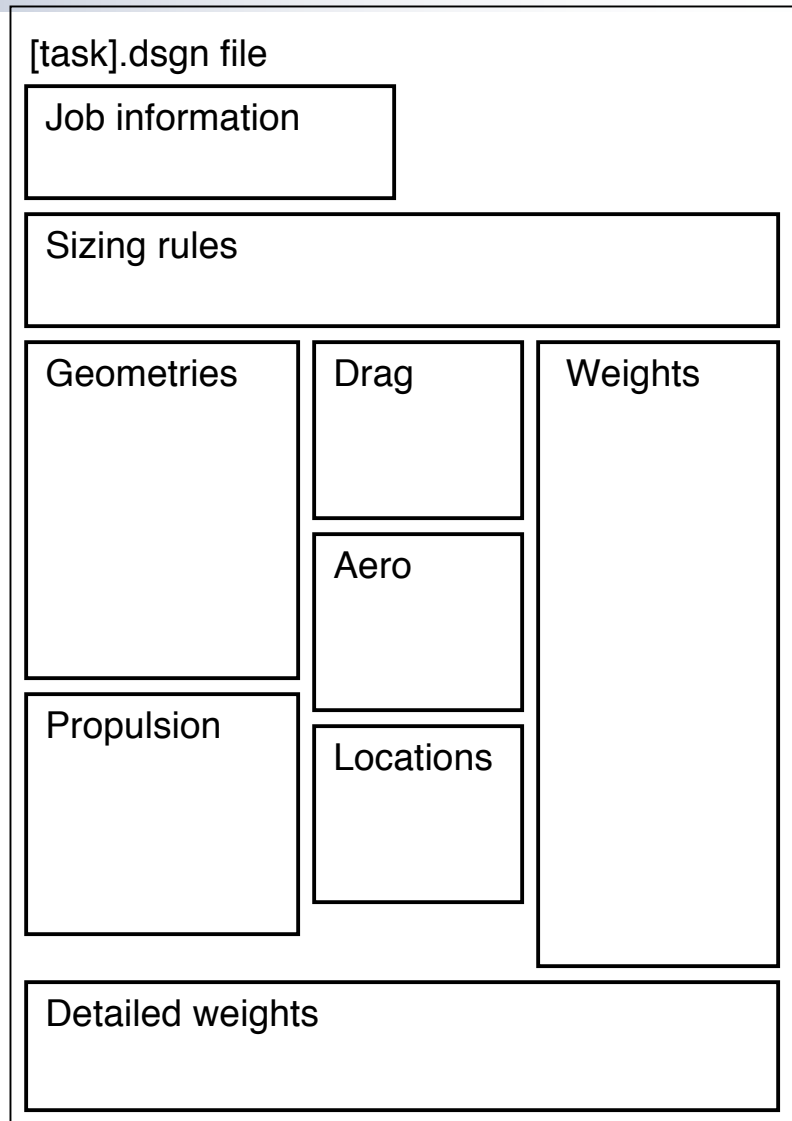 [task].dsgn file
Job information
Sizing rules
Geometries
Drag
Weights
Aero
Propulsion
Locations
Detailed weights